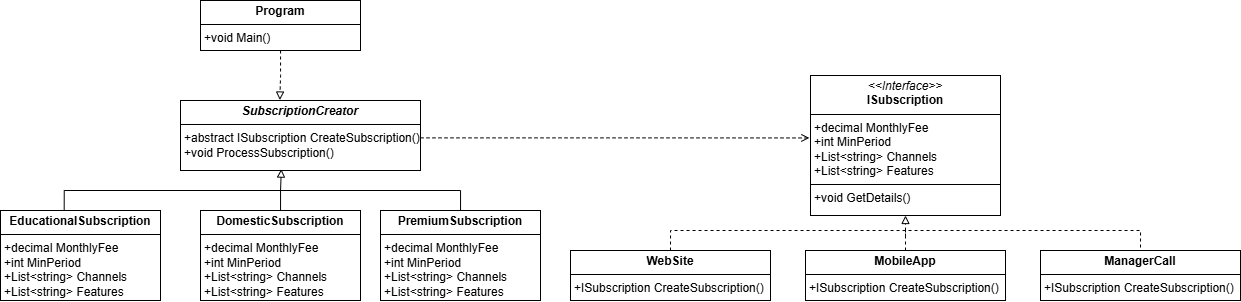 Program
+void Main()
SubscriptionCreator
+abstract ISubscription CreateSubscription()
+void ProcessSubscription()
<<Interface>>
ISubscription
+decimal MonthlyFee
+int MinPeriod
+List<string> Channels
+List<string> Features
+void GetDetails()
EducationalSubscription
+decimal MonthlyFee
+int MinPeriod
+List<string> Channels
+List<string> Features
DomesticSubscription
+decimal MonthlyFee
+int MinPeriod
+List<string> Channels
+List<string> Features
PremiumSubscription
+decimal MonthlyFee
+int MinPeriod
+List<string> Channels
+List<string> Features
WebSite
+ISubscription CreateSubscription()
MobileApp
+ISubscription CreateSubscription()
ManagerCall
+ISubscription CreateSubscription()